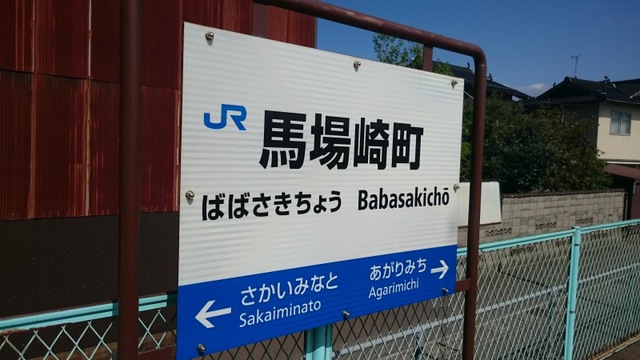 JR 馬場崎町
ばばさきちょう Babasakichō
← さかいみなと あがりみち →
Sakaiminato Agarimichi